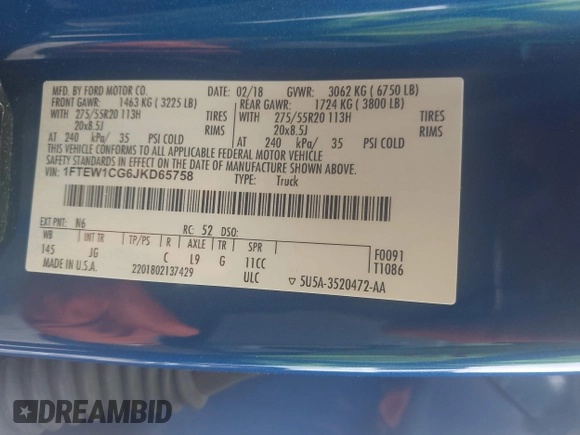 MFD. BY FORD MOTOR CO. 02/18 GVWR: 3062 KG ( 6750 LB)
FRONT GAWR: 1463 KG ( 3225 LB) REAR GAWR: 1724 KG ( 3800 LB)
WITH 275/55R20 113H TIRES WITH 275/55R20 113H TIRES
20x8.5J RIMS 20x8.5J RIMS
AT 240 kPa/ 35 PSI COLD AT 240 kPa/ 35 PSI COLD
THIS VEHICLE CONFORMS TO ALL APPLICABLE FEDERAL MOTOR VEHICLE
SAFETY STANDARDS IN EFFECT ON THE DATE OF MANUFACTURE SHOWN ABOVE.
VIN: 1FTEW1CG6JKD65758 TYPE: Truck
EXT PNT: N6 RC: 52 DSO:
WB INT TR TP/PS R AXLE TR SPR F0091
145 JG C L9 G 11CC T1086
MADE IN U.S.A. 2201802137429 ULC ▽ 5U5A-3520472-AA
DREAMBID